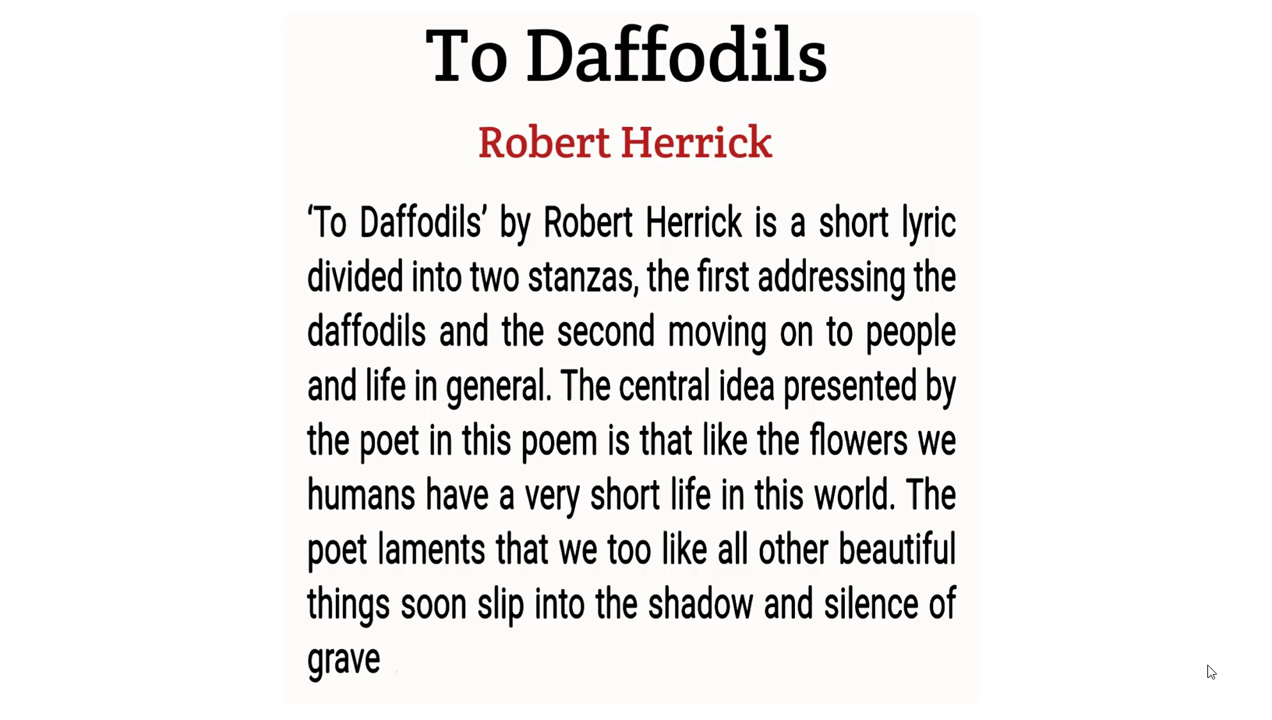 To Daffodils
Robert Herrick
‘To Daffodils’ by Robert Herrick is a short lyric
divided into two stanzas, the first addressing the
daffodils and the second moving on to people
and life in general. The central idea presented by
the poet in this poem is that like the flowers we
humans have a very short life in this world. The
poet laments that we too like all other beautiful
things soon slip into the shadow and silence of
grave